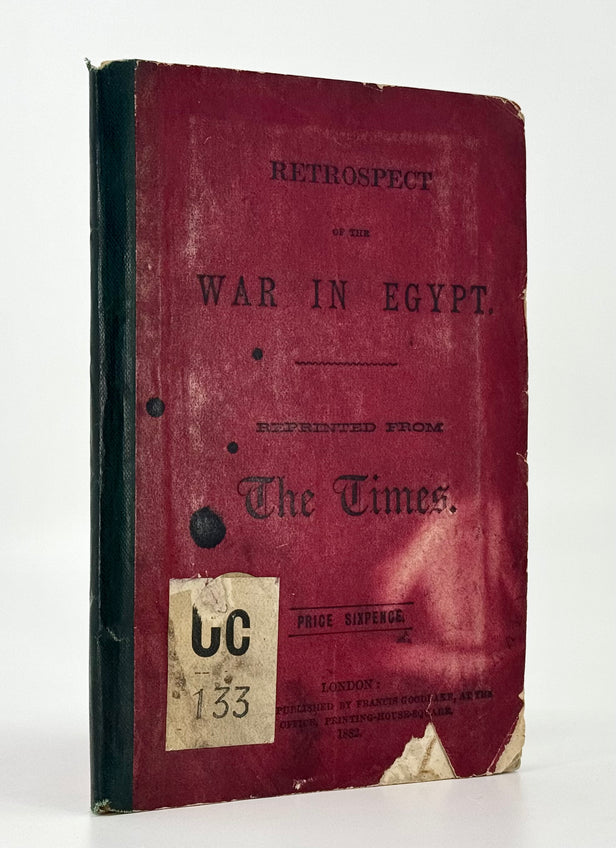 RETROSPECT
OF THE
WAR IN EGYPT.
REPRINTED FROM
The Times.
PRICE SIXPENCE.
CC
133
LONDON:
PUBLISHED BY FRANCIS GOODLAKE, AT THE
OFFICE, PRINTING-HOUSE-SQUARE.
1882.